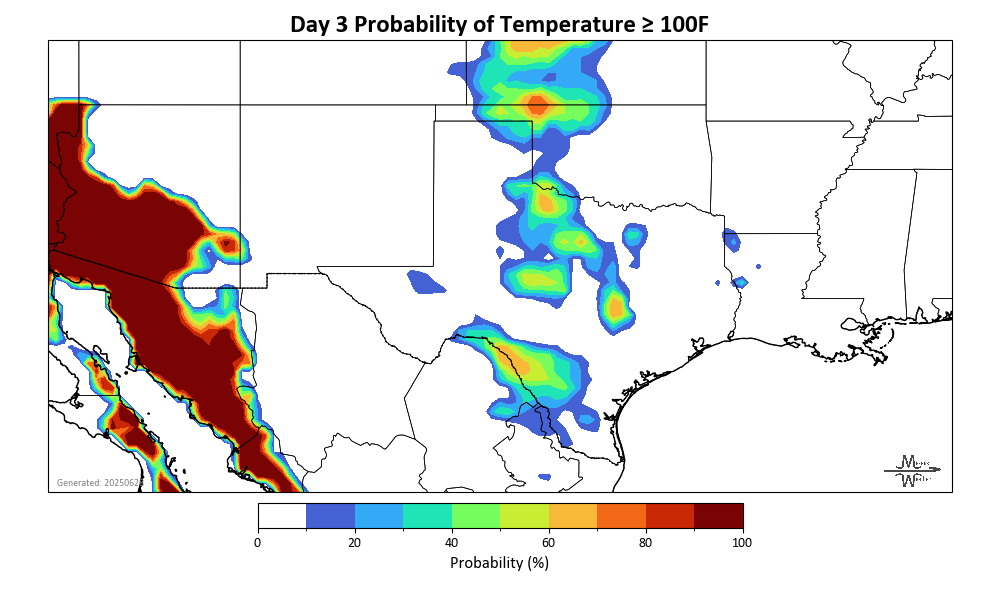 Day 3 Probability of Temperature ≥ 100F
Generated: 2025062
0 20 40 60 80 100
Probability (%)